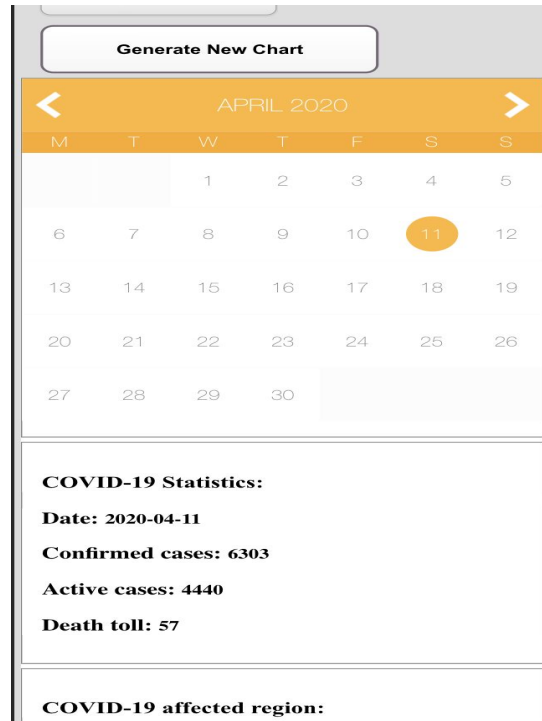 Generate New Chart
APRIL 2020
M T W T F S S
1 2 3 4 5
6 7 8 9 10 11 12
13 14 15 16 17 18 19
20 21 22 23 24 25 26
27 28 29 30
COVID-19 Statistics:
Date: 2020-04-11
Confirmed cases: 6303
Active cases: 4440
Death toll: 57
COVID-19 affected region: